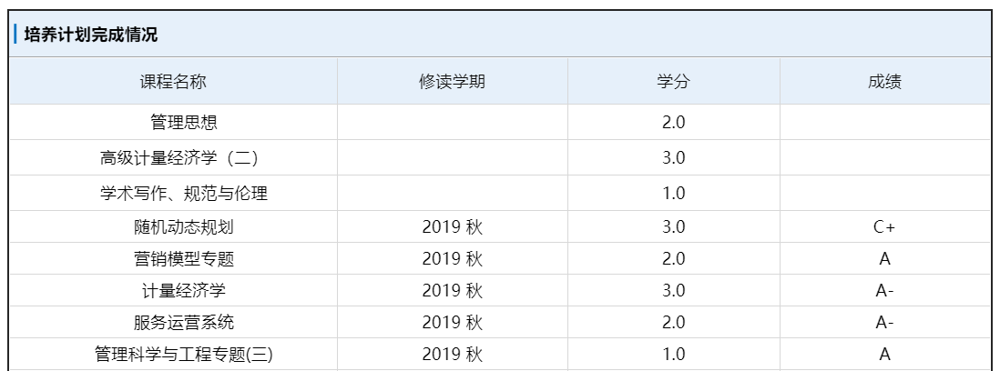 培养计划完成情况
课程名称 修读学期 学分 成绩
管理思想 2.0
高级计量经济学（二） 3.0
学术写作、规范与伦理 1.0
随机动态规划 2019 秋 3.0 C+
营销模型专题 2019 秋 2.0 A
计量经济学 2019 秋 3.0 A-
服务运营系统 2019 秋 2.0 A-
管理科学与工程专题(三) 2019 秋 1.0 A